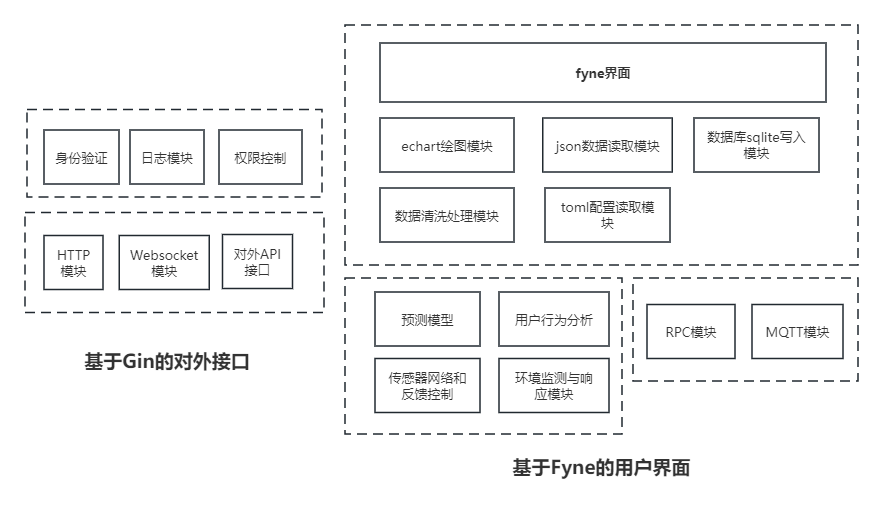 身份验证
日志模块
权限控制
HTTP
模块
Websocket
模块
对外API
接口
基于Gin的对外接口
fyne界面
echart绘图模块
json数据读取模块
数据库sqlite写入
模块
数据清洗处理模块
toml配置读取模
块
预测模型
用户行为分析
传感器网络和
反馈控制
环境监测与响
应模块
RPC模块
MQTT模块
基于Fyne的用户界面